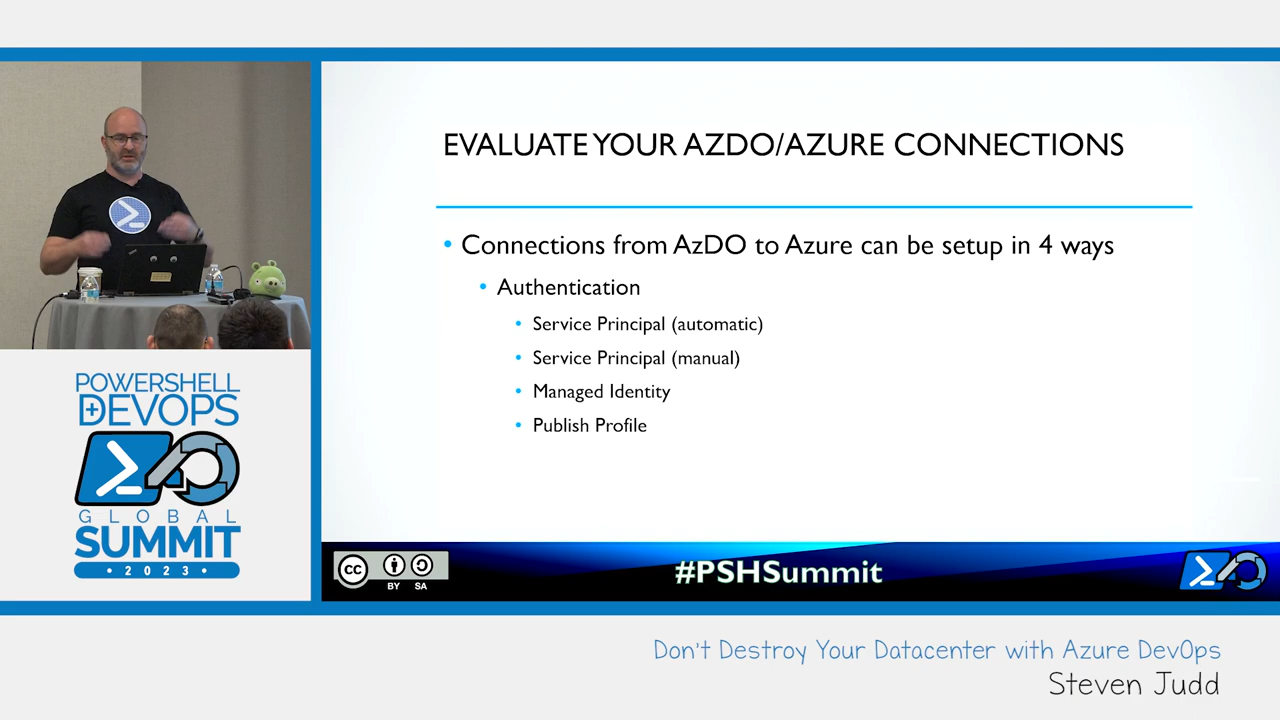 EVALUATE YOUR AZDO/AZURE CONNECTIONS
• Connections from AzDO to Azure can be setup in 4 ways
• Authentication
• Service Principal (automatic)
• Service Principal (manual)
• Managed Identity
• Publish Profile
POWERSHELL
+DEVOPS
GLOBAL
SUMMIT
• 2023 •
cc
BY SA
#PSHSummit
Don't Destroy Your Datacenter with Azure DevOps
Steven Judd